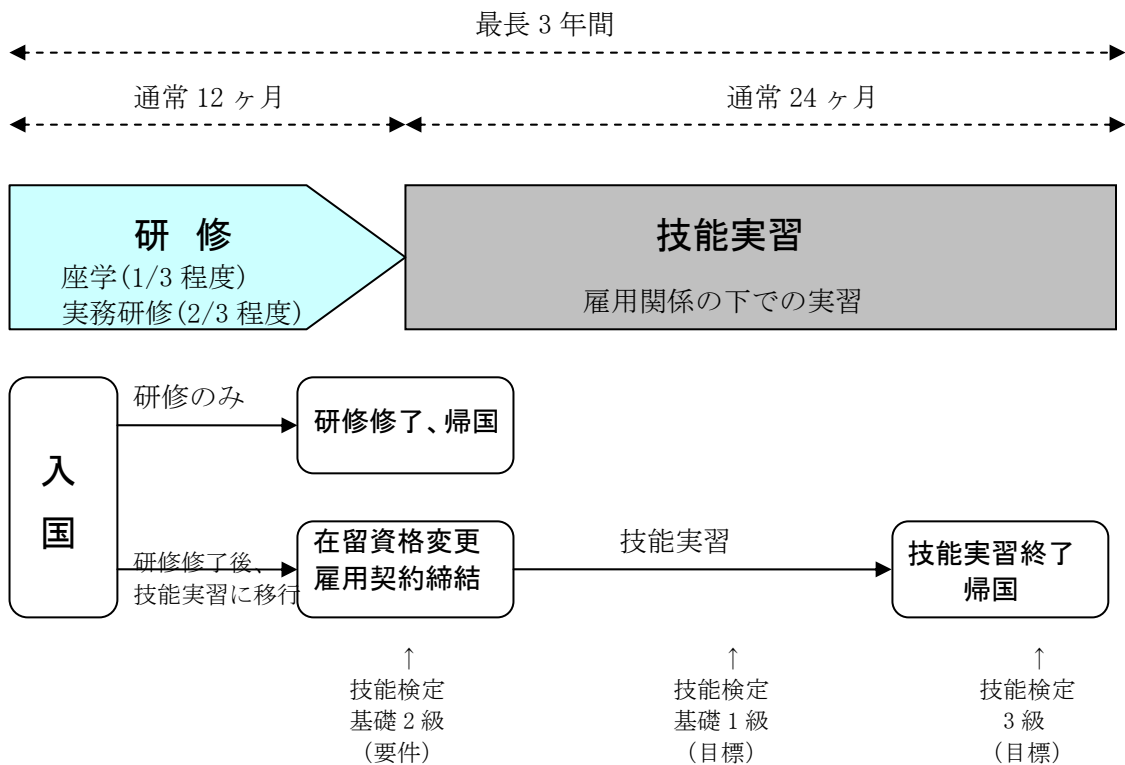 最長 3 年間
通常 12 ヶ月
通常 24 ヶ月
研 修
座学(1/3 程度)
実務研修(2/3 程度)
技能実習
雇用関係の下での実習
入
国
研修のみ
研修修了、帰国
研修修了後、
技能実習に移行
在留資格変更
雇用契約締結
技能実習
技能実習終了
帰国
↑
技能検定
基礎 2 級
(要件)
↑
技能検定
基礎 1 級
(目標)
↑
技能検定
3 級
(目標)